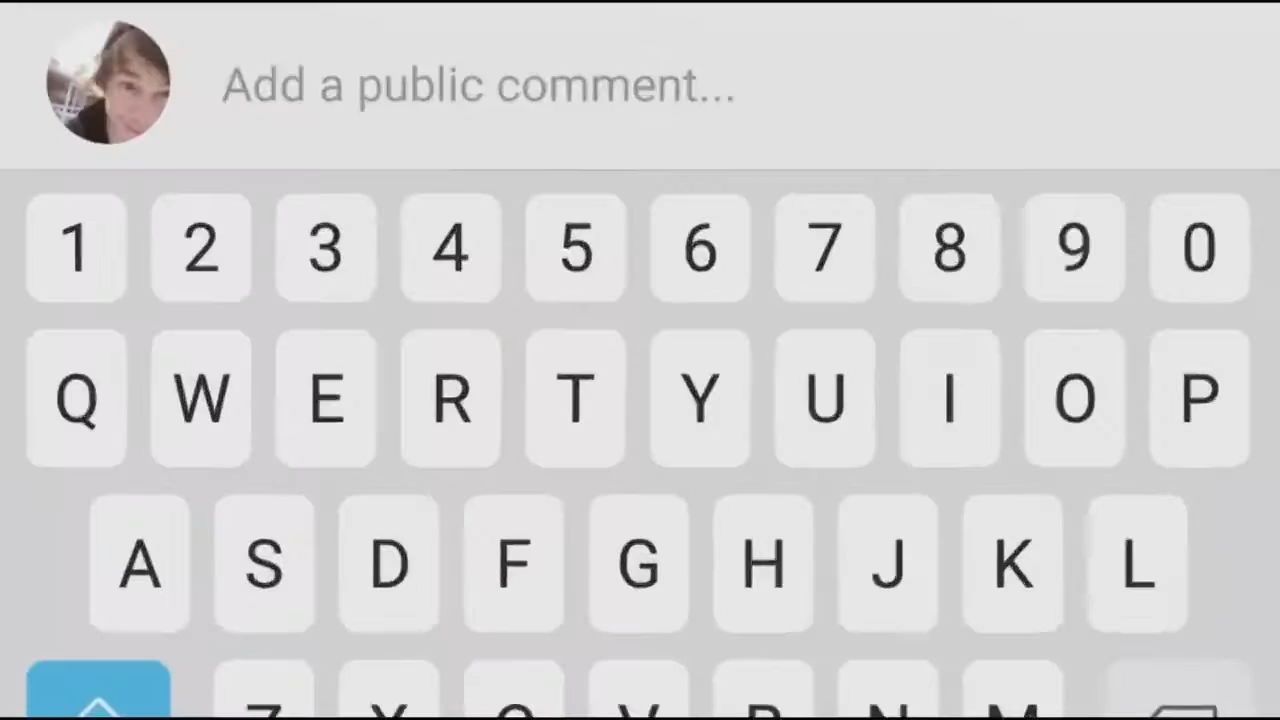 Add a public comment...
1 2 3 4 5 6 7 8 9 0
Q W E R T Y U I O P
A S D F G H J K L
Z X C V B N M